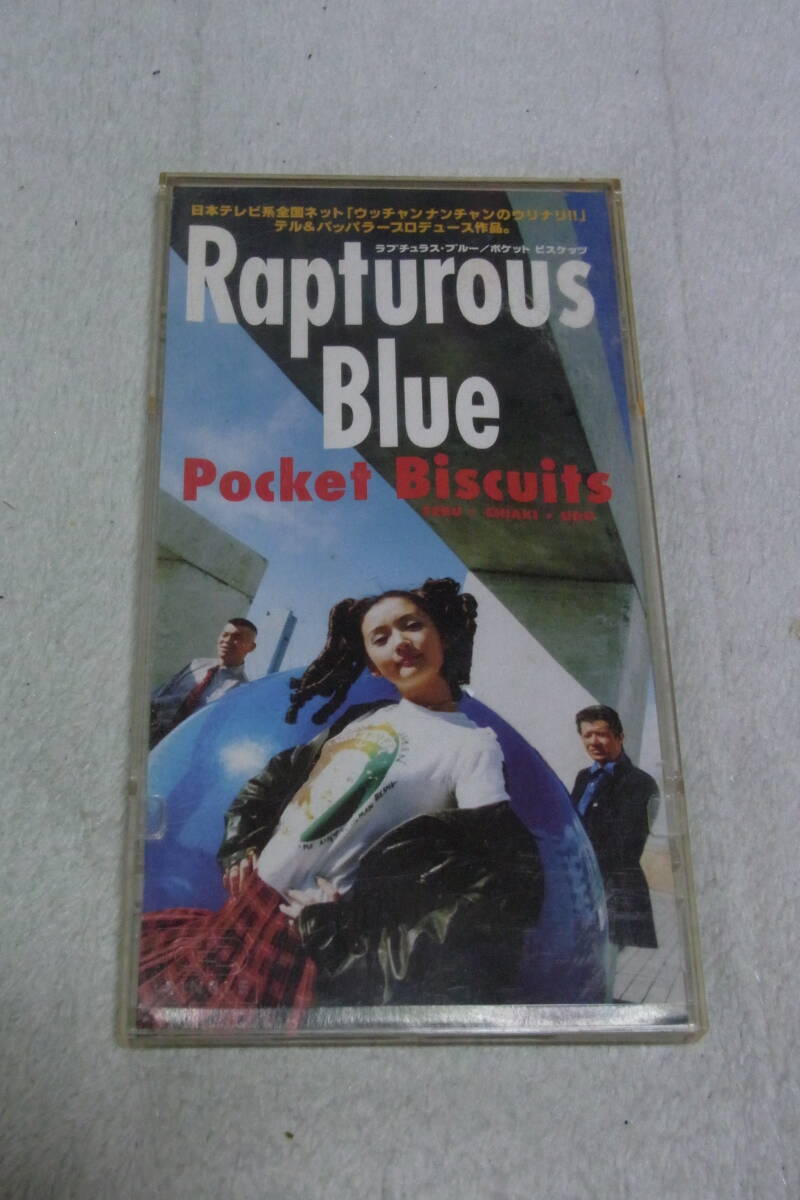 日本テレビ系全国ネット「ウッチャンナンチャンのウリナリ!!」
テル&パッパラープロデュース作品。
ラプチュラス・ブルー/ポケット ビスケッツ
Rapturous
Blue
Pocket Biscuits
TERU • CHIAKI • UDO